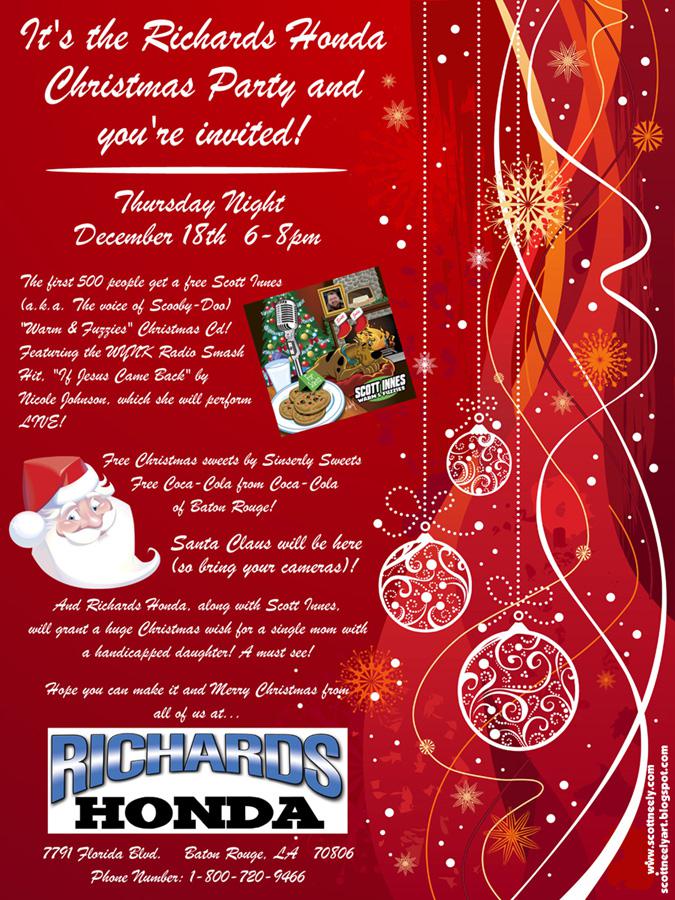 It's the Richards Honda
Christmas Party and
you're invited!
Thursday Night
December 18th 6-8pm
The first 500 people get a free Scott Innes
(a.k.a. The voice of Scooby-Doo)
"Warm & Fuzzies" Christmas Cd!
Featuring the WYNK Radio Smash
Hit, "If Jesus Came Back" by
Nicole Johnson, which she will perform
LIVE!
SCOTT INNES
WARM & FUZZIES
Free Christmas sweets by Sinserly Sweets
Free Coca-Cola from Coca-Cola
of Baton Rouge!
Santa Claus will be here
(so bring your cameras)!
And Richards Honda, along with Scott Innes,
will grant a huge Christmas wish for a single mom with
a handicapped daughter! A must see!
Hope you can make it and Merry Christmas from
all of us at...
RICHARDS
HONDA
7791 Florida Blvd. Baton Rouge, LA 70806
Phone Number: 1-800-720-9466
www.scottneely.com
scottneelyart.blogspot.com